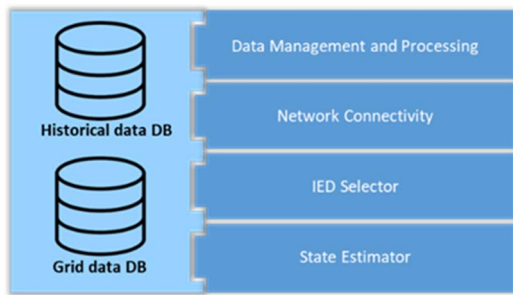 Historical data DB
Grid data DB
Data Management and Processing
Network Connectivity
IED Selector
State Estimator